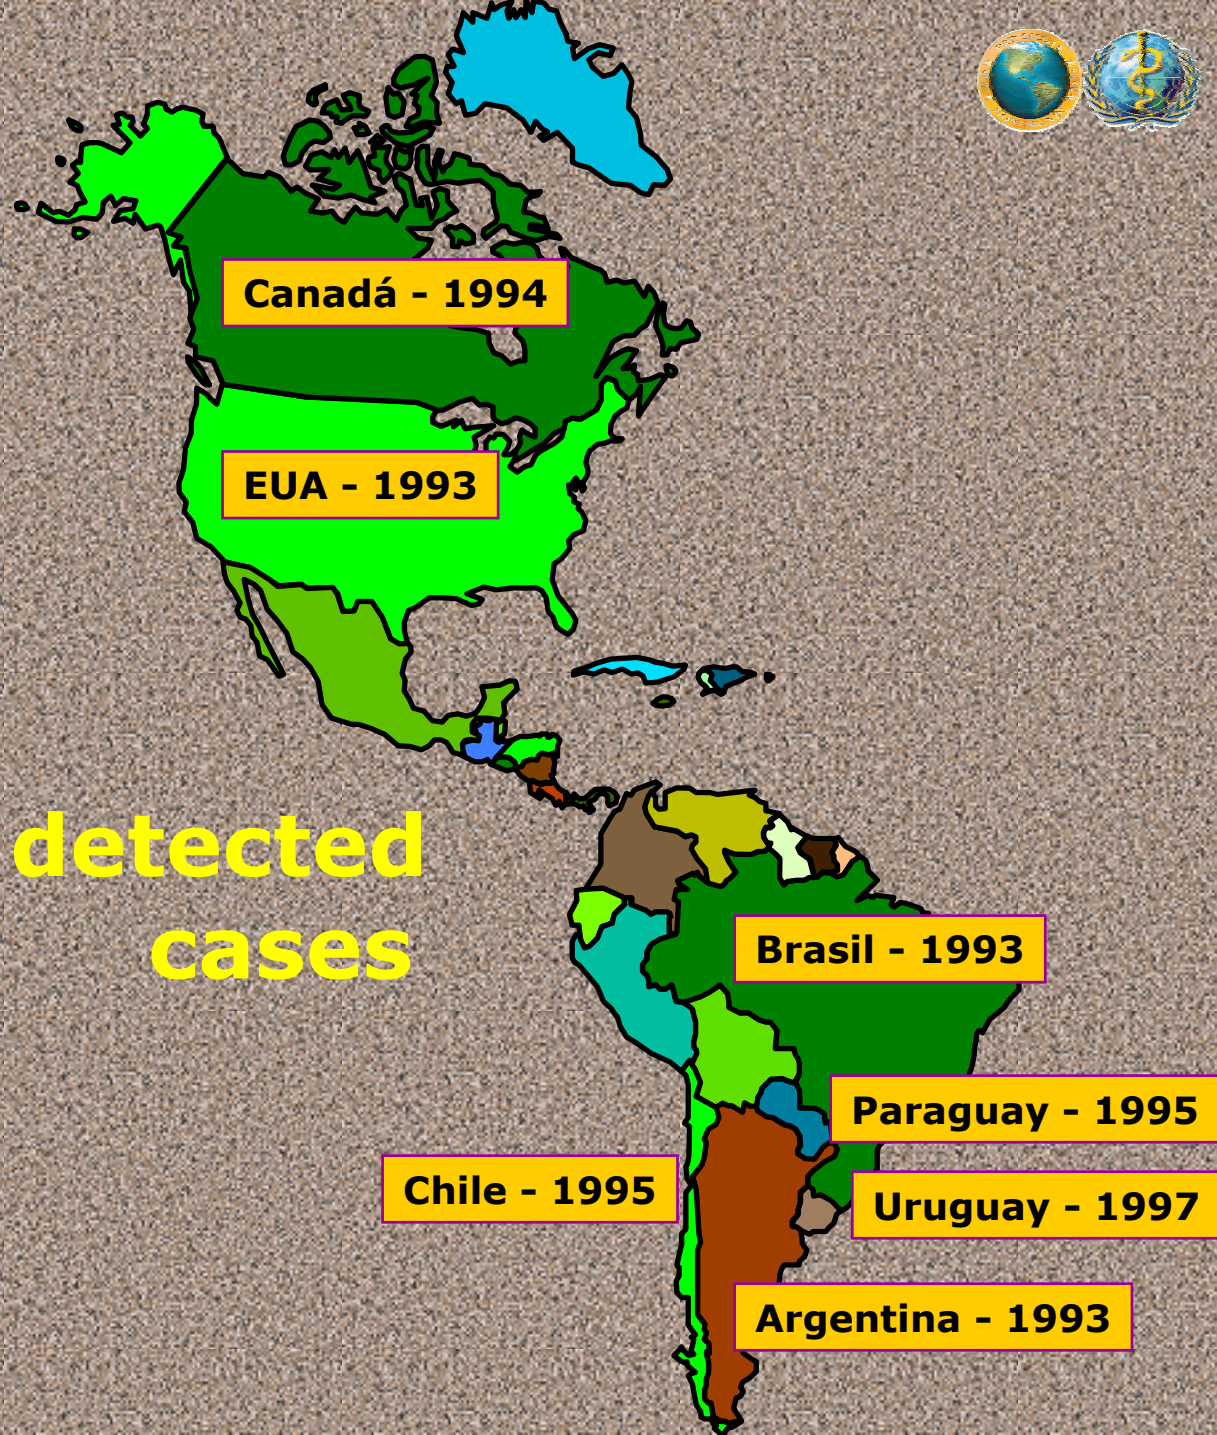 Canadá - 1994
EUA - 1993
detected
cases
Brasil - 1993
Paraguay - 1995
Chile - 1995
Uruguay - 1997
Argentina - 1993